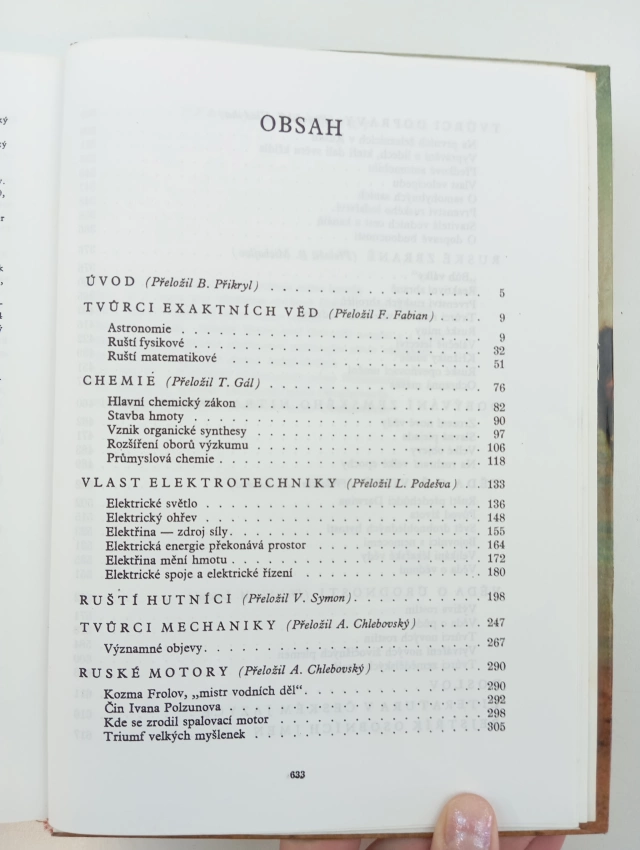 OBSAH
ÚVOD (Přeložil B. Přikryl) . . . . . . . . . . . . . . . . 5
TVŮRCI EXAKTNÍCH VĚD (Přeložil F. Fabian) . . . . 9
Astronomie . . . . . . . . . . . . . . . . . . . . . . 9
Ruští fysikové . . . . . . . . . . . . . . . . . . . . . 32
Ruští matematikové . . . . . . . . . . . . . . . . . . 51
CHEMIE (Přeložil T. Gál) . . . . . . . . . . . . . . . . 76
Hlavní chemický zákon . . . . . . . . . . . . . . . . . 82
Stavba hmoty . . . . . . . . . . . . . . . . . . . . . 90
Vznik organické synthesy . . . . . . . . . . . . . . . . 97
Rozšíření oborů výzkumu . . . . . . . . . . . . . . . . 106
Průmyslová chemie . . . . . . . . . . . . . . . . . . . 118
VLAST ELEKTROTECHNIKY (Přeložil L. Podešva) . . 133
Elektrické světlo . . . . . . . . . . . . . . . . . . . . 136
Elektrický ohřev . . . . . . . . . . . . . . . . . . . . 148
Elektřina — zdroj síly. . . . . . . . . . . . . . . . . . 155
Elektrická energie překonává prostor . . . . . . . . . . 164
Elektřina mění hmotu . . . . . . . . . . . . . . . . . . 172
Elektrické spoje a elektrické řízení . . . . . . . . . . . 180
RUŠTÍ HUTNÍCI (Přeložil V. Symon). . . . . . . . . . 198
TVŮRCI MECHANIKY (Přeložil A. Chlebovský) . . . . . 247
Významné objevy. . . . . . . . . . . . . . . . . . . . 267
RUSKÉ MOTORY (Přeložil A. Chlebovský) . . . . . . . . 290
Kozma Frolov, „mistr vodních děl“. . . . . . . . . . . 290
Čin Ivana Polzunova . . . . . . . . . . . . . . . . . . 292
Kde se zrodil spalovací motor . . . . . . . . . . . . . . 298
Triumf velkých myšlenek . . . . . . . . . . . . . . . . 305
633